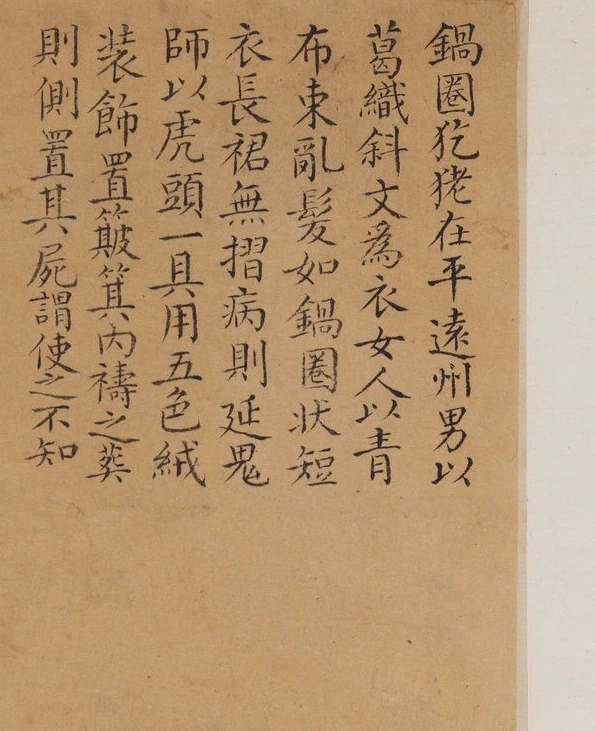 鍋圈犵狫在平遠州男以
葛織斜文為衣女人以青
布束亂髮如鍋圈状短
衣長裙無摺病則延鬼
師以虎頭一具用五色絨
装飾置簸箕內禱之葬
則側置其屍謂使之不知